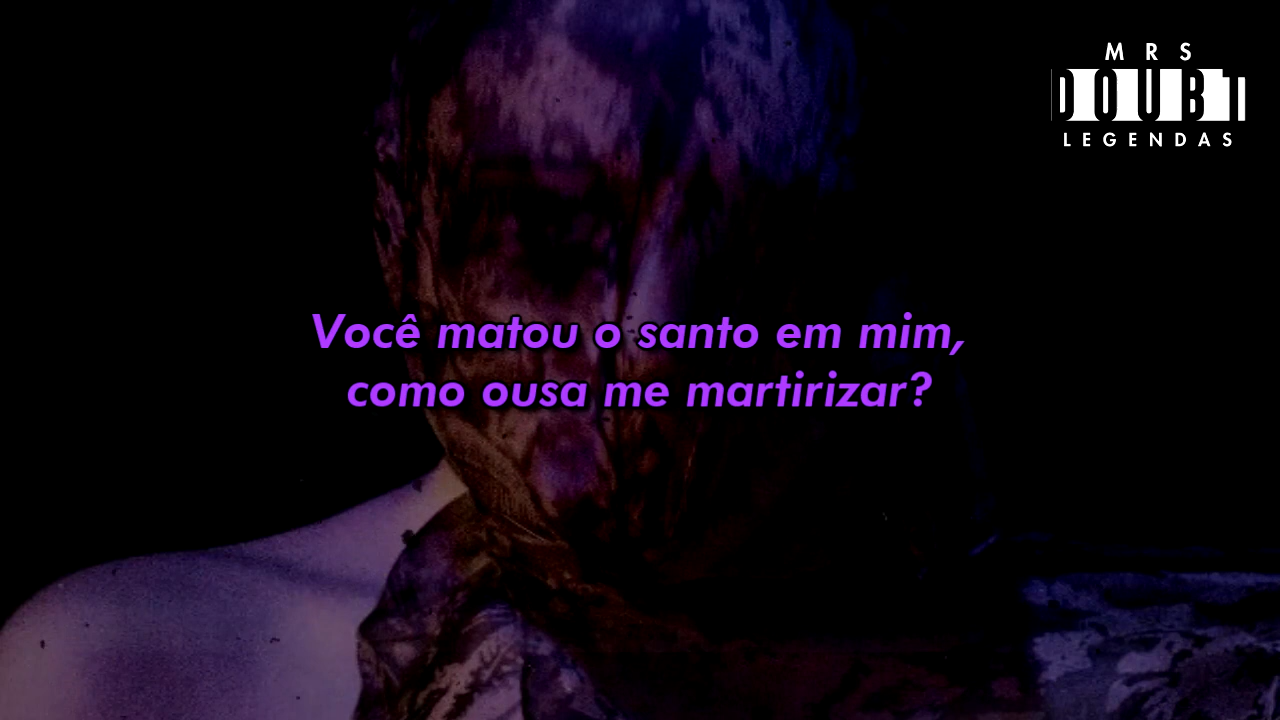 MRS
DOUBT
LEGENDAS
Você matou o santo em mim,
como ousa me martirizar?